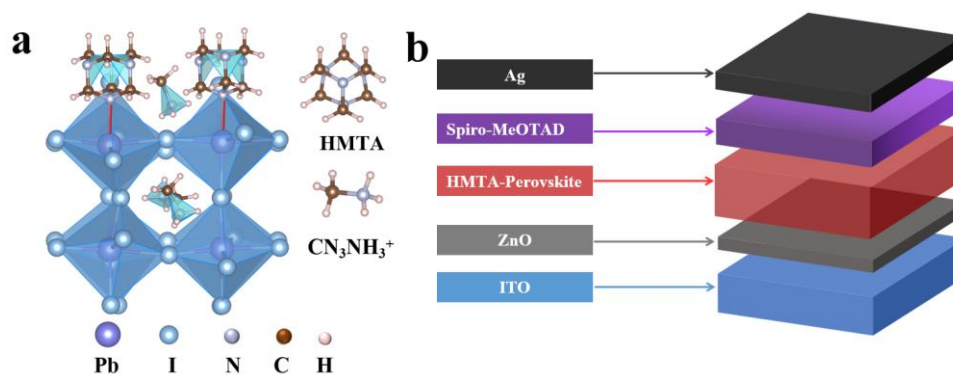 a
HMTA
CN₃NH₃⁺
Pb
I
N
C
H
b
Ag
Spiro-MeOTAD
HMTA-Perovskite
ZnO
ITO